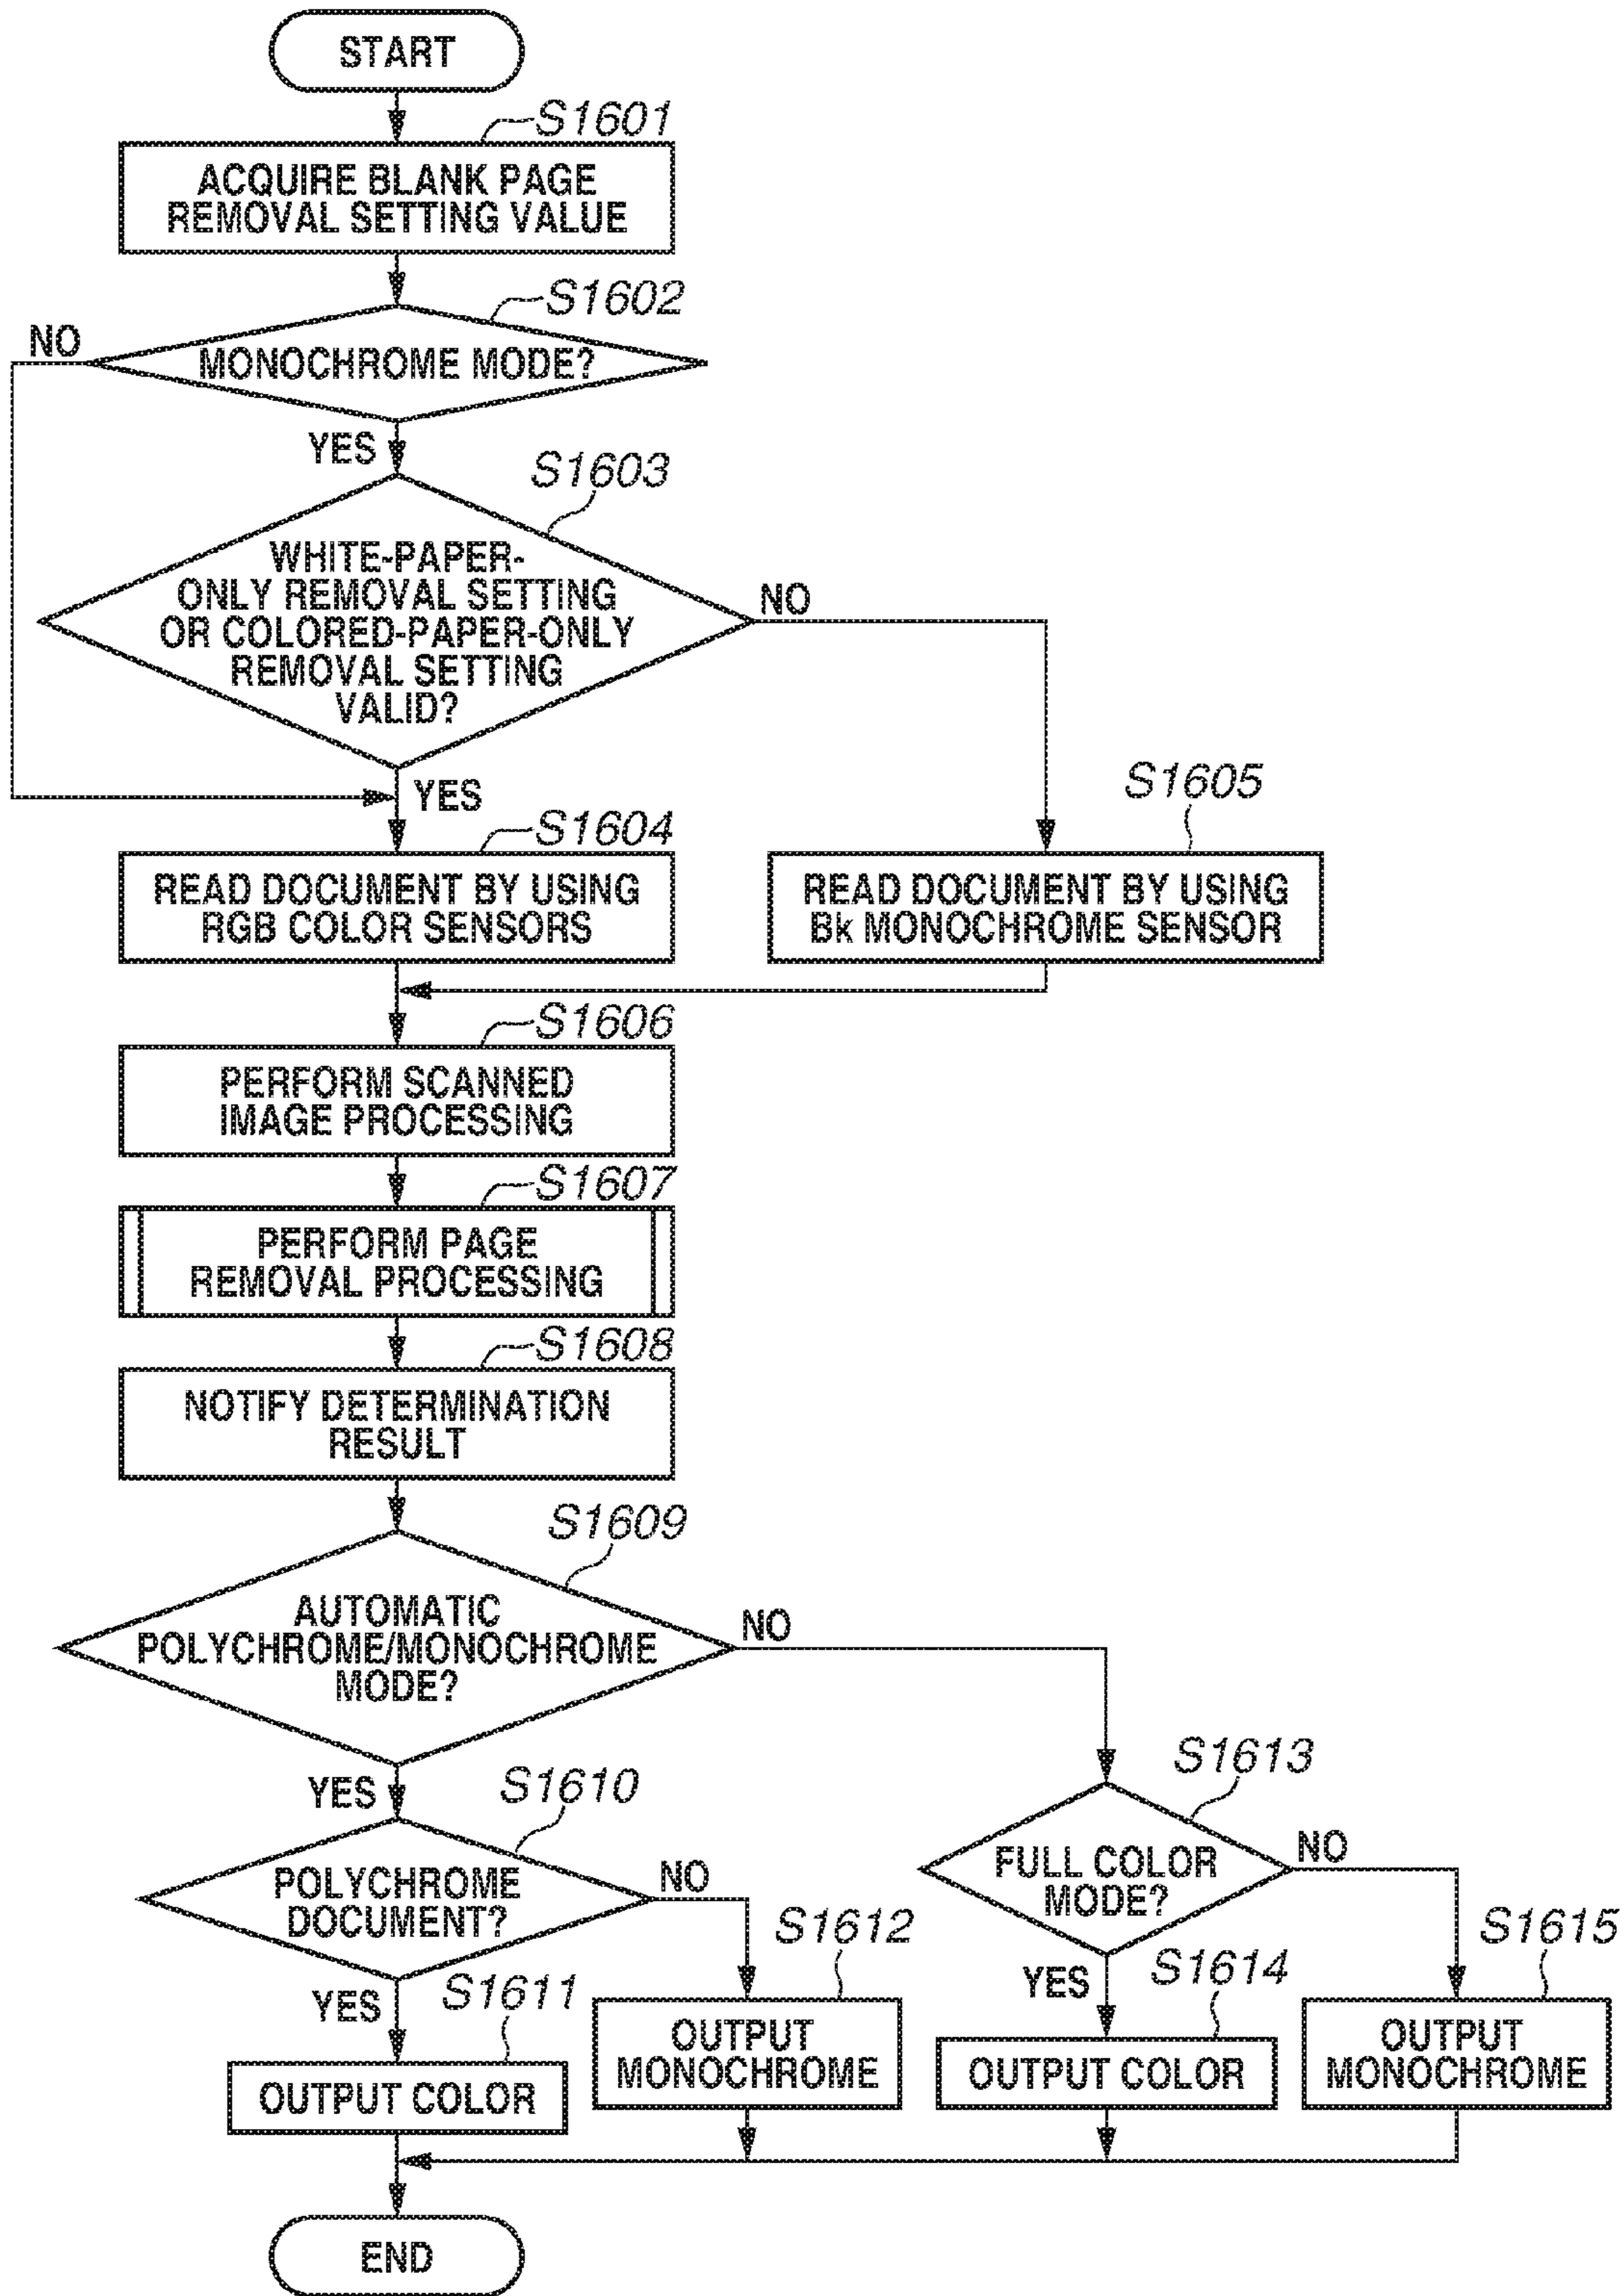 START
S1601
ACQUIRE BLANK PAGE
REMOVAL SETTING VALUE
S1602
NO
MONOCHROME MODE?
YES
S1603
WHITE-PAPER-
ONLY REMOVAL SETTING
OR COLORED-PAPER-ONLY
REMOVAL SETTING
VALID?
NO
YES
S1604
READ DOCUMENT BY USING
RGB COLOR SENSORS
S1605
READ DOCUMENT BY USING
Bk MONOCHROME SENSOR
S1606
PERFORM SCANNED
IMAGE PROCESSING
S1607
PERFORM PAGE
REMOVAL PROCESSING
S1608
NOTIFY DETERMINATION
RESULT
S1609
AUTOMATIC
POLYCHROME/MONOCHROME
MODE?
NO
YES
S1610
POLYCHROME
DOCUMENT?
NO
YES
S1611
OUTPUT COLOR
S1612
OUTPUT
MONOCHROME
S1613
FULL COLOR
MODE?
NO
YES
S1614
OUTPUT COLOR
S1615
OUTPUT
MONOCHROME
END